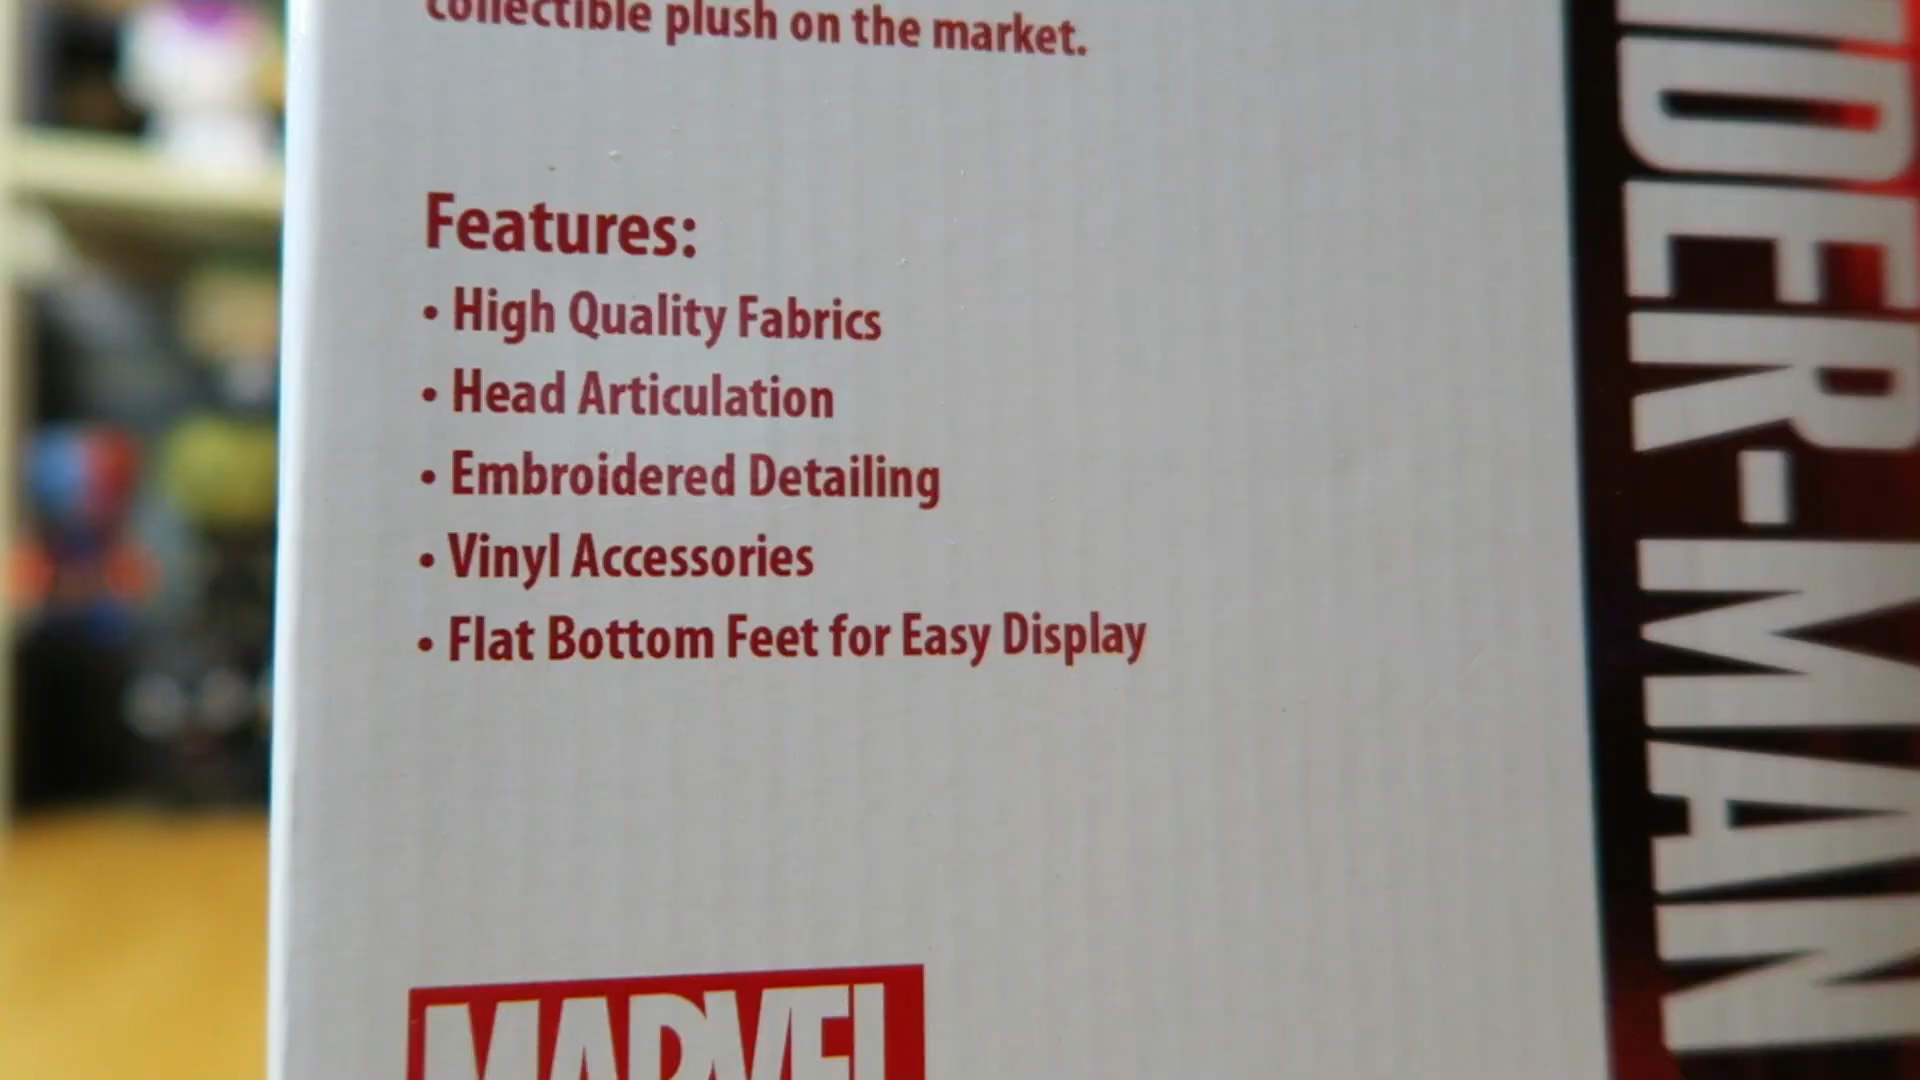 collectible plush on the market.
Features:
• High Quality Fabrics
• Head Articulation
• Embroidered Detailing
• Vinyl Accessories
• Flat Bottom Feet for Easy Display
MARVEL
IDER-MAN